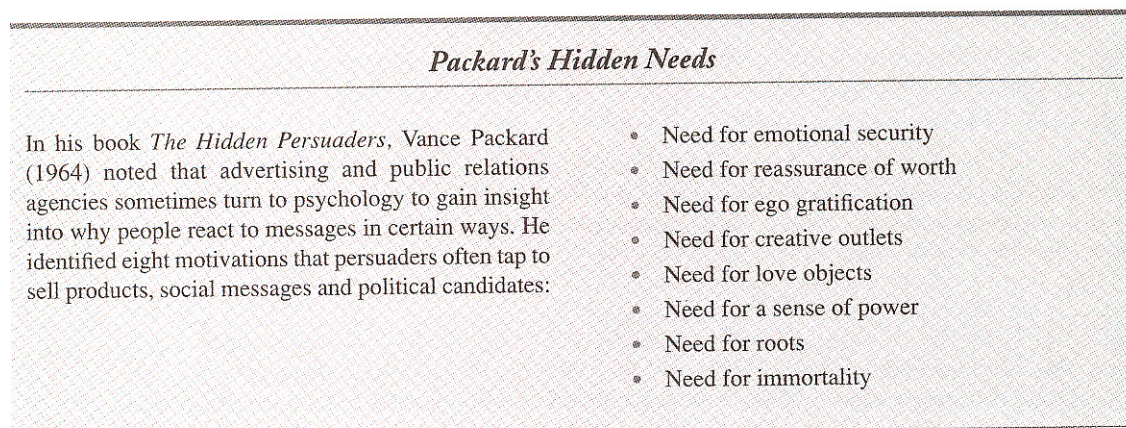 Packard's Hidden Needs
In his book The Hidden Persuaders, Vance Packard
(1964) noted that advertising and public relations
agencies sometimes turn to psychology to gain insight
into why people react to messages in certain ways. He
identified eight motivations that persuaders often tap to
sell products, social messages and political candidates:
• Need for emotional security
• Need for reassurance of worth
• Need for ego gratification
• Need for creative outlets
• Need for love objects
• Need for a sense of power
• Need for roots
• Need for immortality